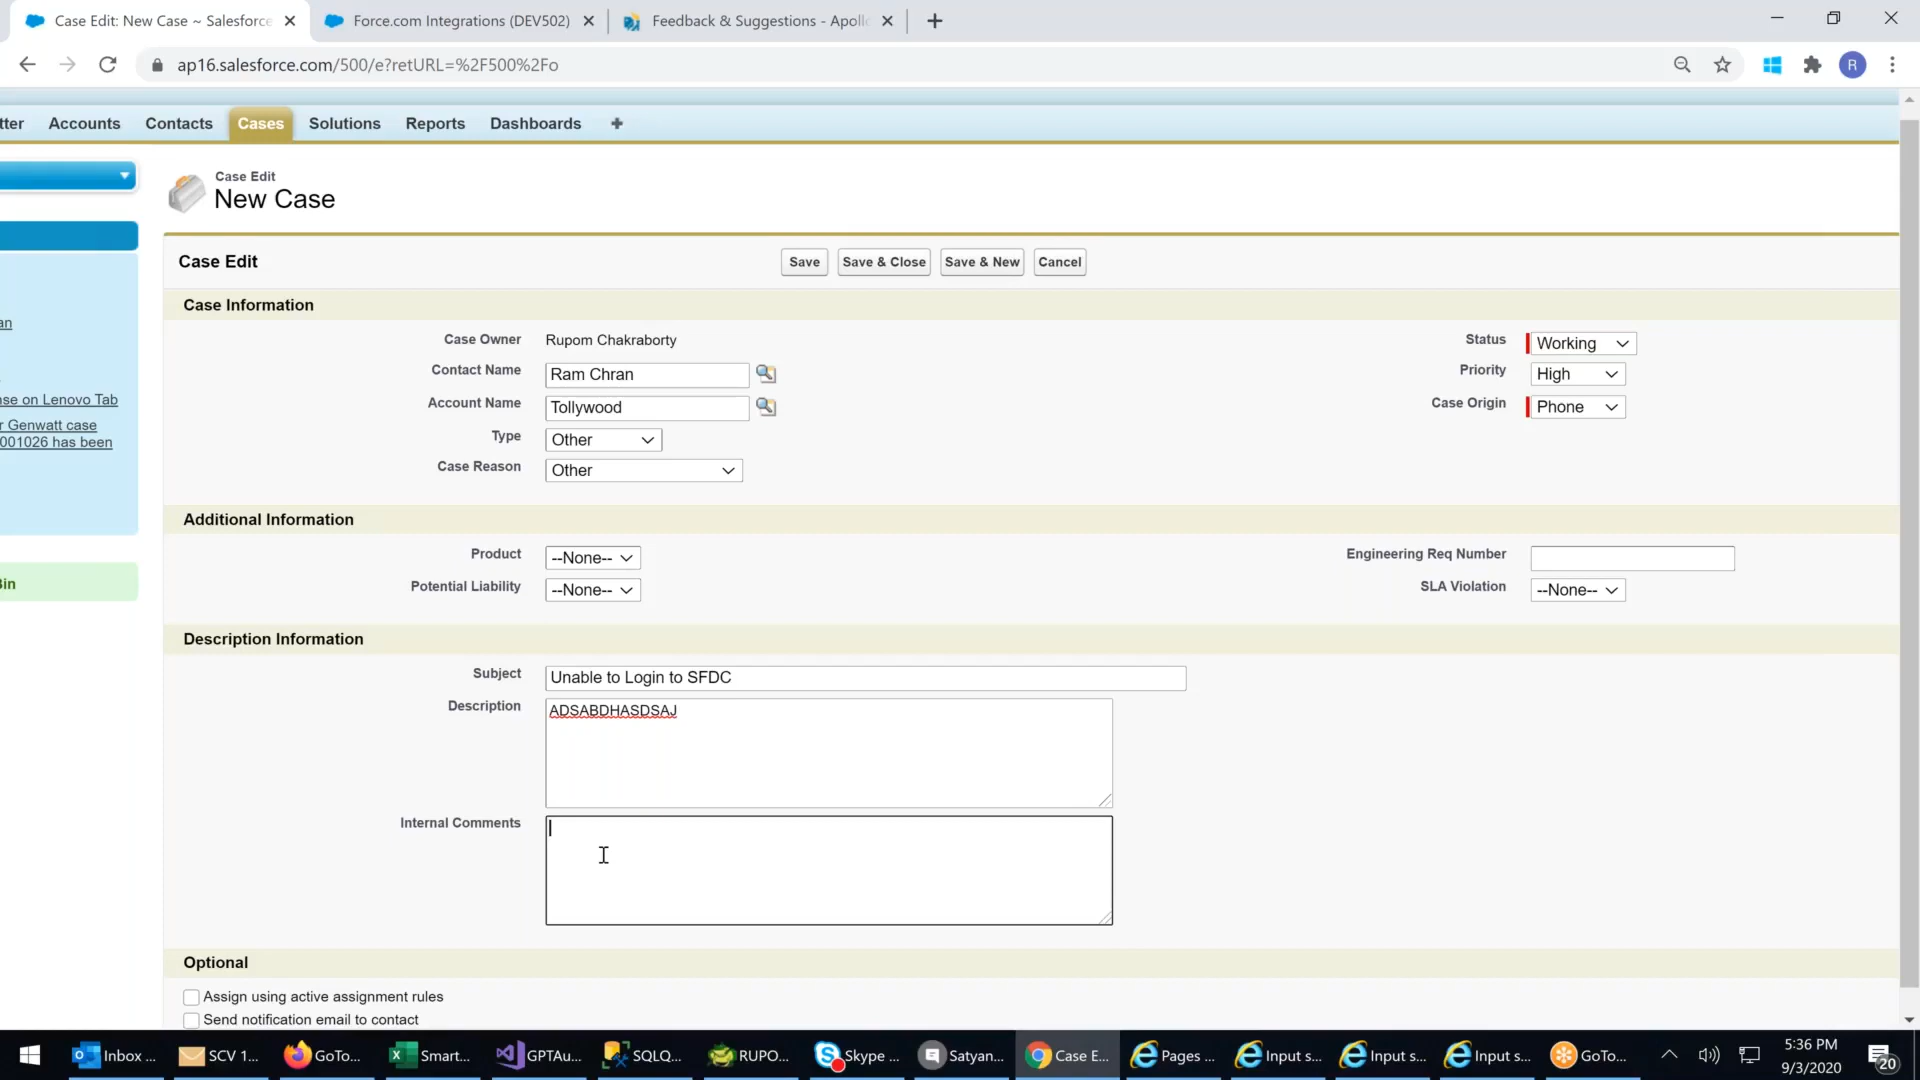 Case Edit: New Case ~ Salesforce
Force.com Integrations (DEV502)
Feedback & Suggestions - Apoll
ap16.salesforce.com/500/e?retURL=%2F500%2Fo
R
tter
Accounts
Contacts
Cases
Solutions
Reports
Dashboards
Case Edit
New Case
Case Edit
Save
Save & Close
Save & New
Cancel
Case Information
Case Owner
Rupom Chakraborty
Status
Working
Contact Name
Ram Chran
Priority
High
Account Name
Tollywood
Case Origin
Phone
Type
Other
Case Reason
Other
an
nse on Lenovo Tab
r Genwatt case
001026 has been
Bin
Additional Information
Product
--None--
Engineering Req Number
Potential Liability
--None--
SLA Violation
--None--
Description Information
Subject
Unable to Login to SFDC
Description
ADSABDHASDSAJ
Internal Comments
Optional
Assign using active assignment rules
Send notification email to contact
Inbox ...
SCV 1...
GoTo...
Smart...
GPTAu...
SQLQ...
RUPO...
Skype ...
Satyan...
Case E...
Pages ...
Input s...
Input s...
Input s...
GoTo...
5:36 PM
9/3/2020
20